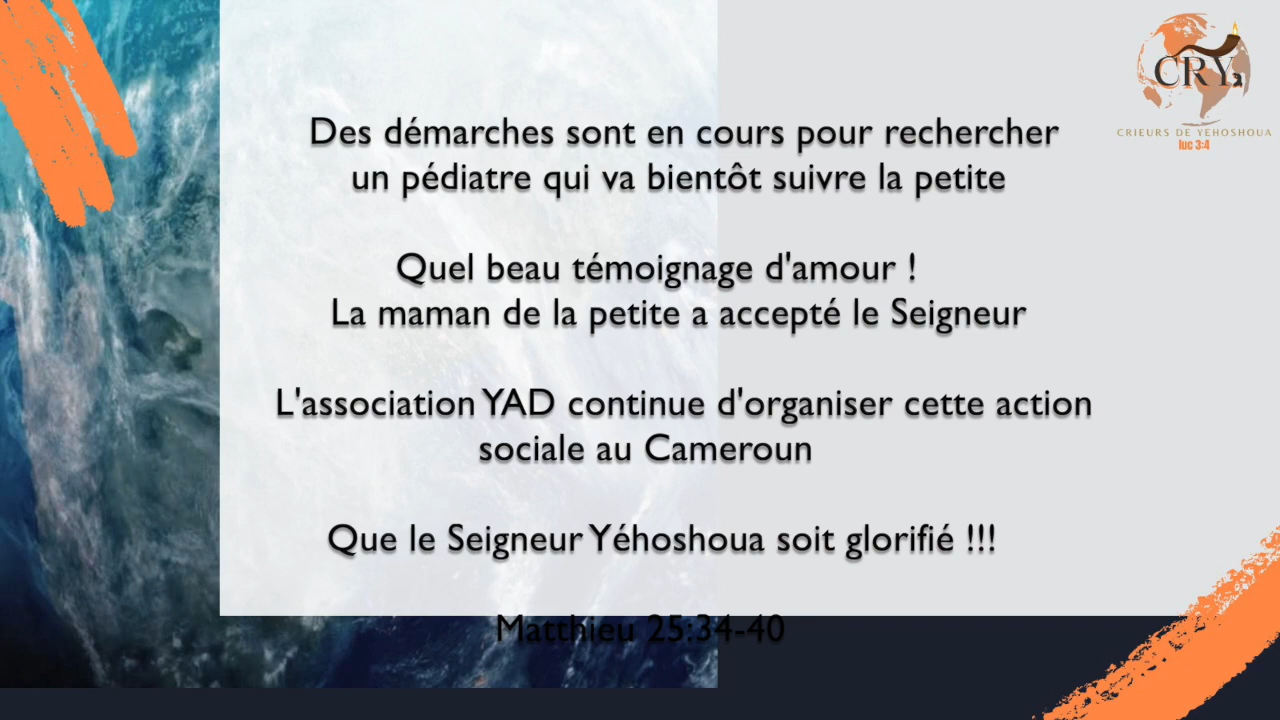 CRY
CRIEURS DE YEHOSHOUA
luc 3:4
Des démarches sont en cours pour rechercher
un pédiatre qui va bientôt suivre la petite
Quel beau témoignage d'amour !
La maman de la petite a accepté le Seigneur
L'association YAD continue d'organiser cette action
sociale au Cameroun
Que le Seigneur Yéhoshoua soit glorifié !!!
Matthieu 25:34-40